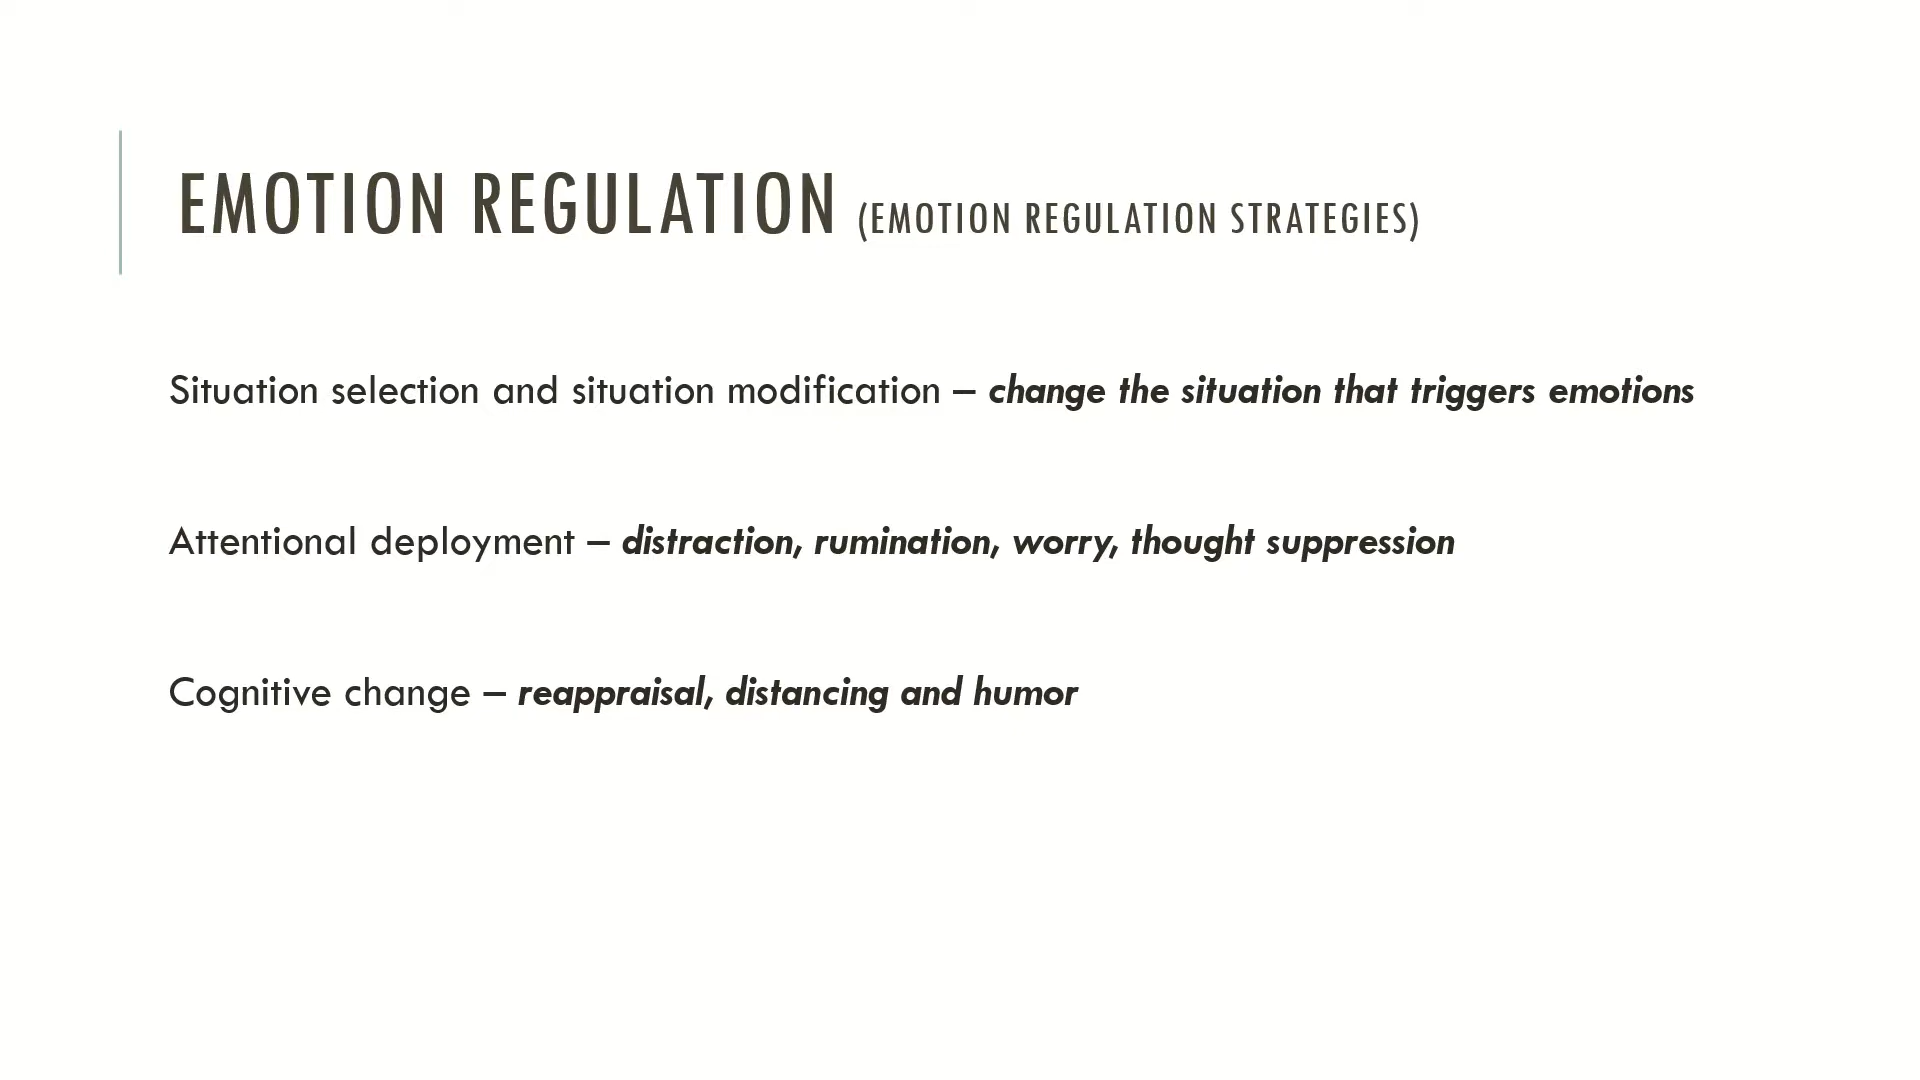 EMOTION REGULATION (EMOTION REGULATION STRATEGIES)
Situation selection and situation modification – change the situation that triggers emotions
Attentional deployment – distraction, rumination, worry, thought suppression
Cognitive change – reappraisal, distancing and humor